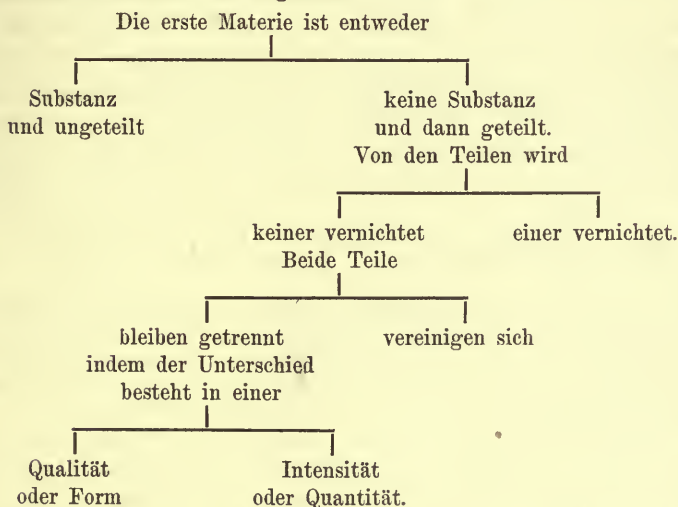 Die erste Materie ist entweder
Substanz
und ungeteilt
keine Substanz
und dann geteilt.
Von den Teilen wird
keiner vernichtet
Beide Teile
einer vernichtet.
bleiben getrennt
indem der Unterschied
besteht in einer
vereinigen sich
Qualität
oder Form
Intensität
oder Quantität.